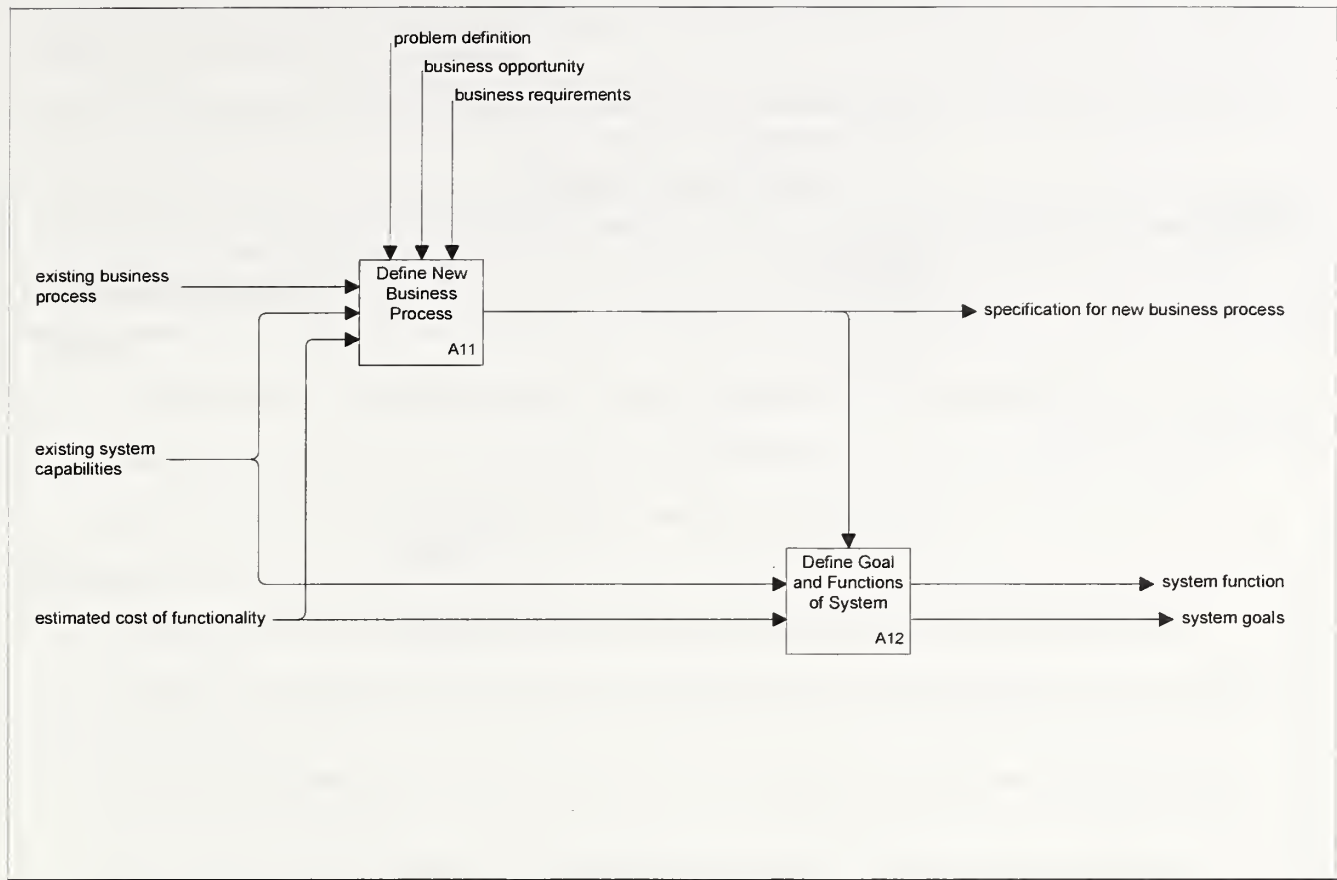 problem definition
business opportunity
business requirements
existing business
process
Define New
Business
Process
A11
specification for new business process
existing system
capabilities
Define Goal
and Functions
of System
A12
system function
system goals
estimated cost of functionality